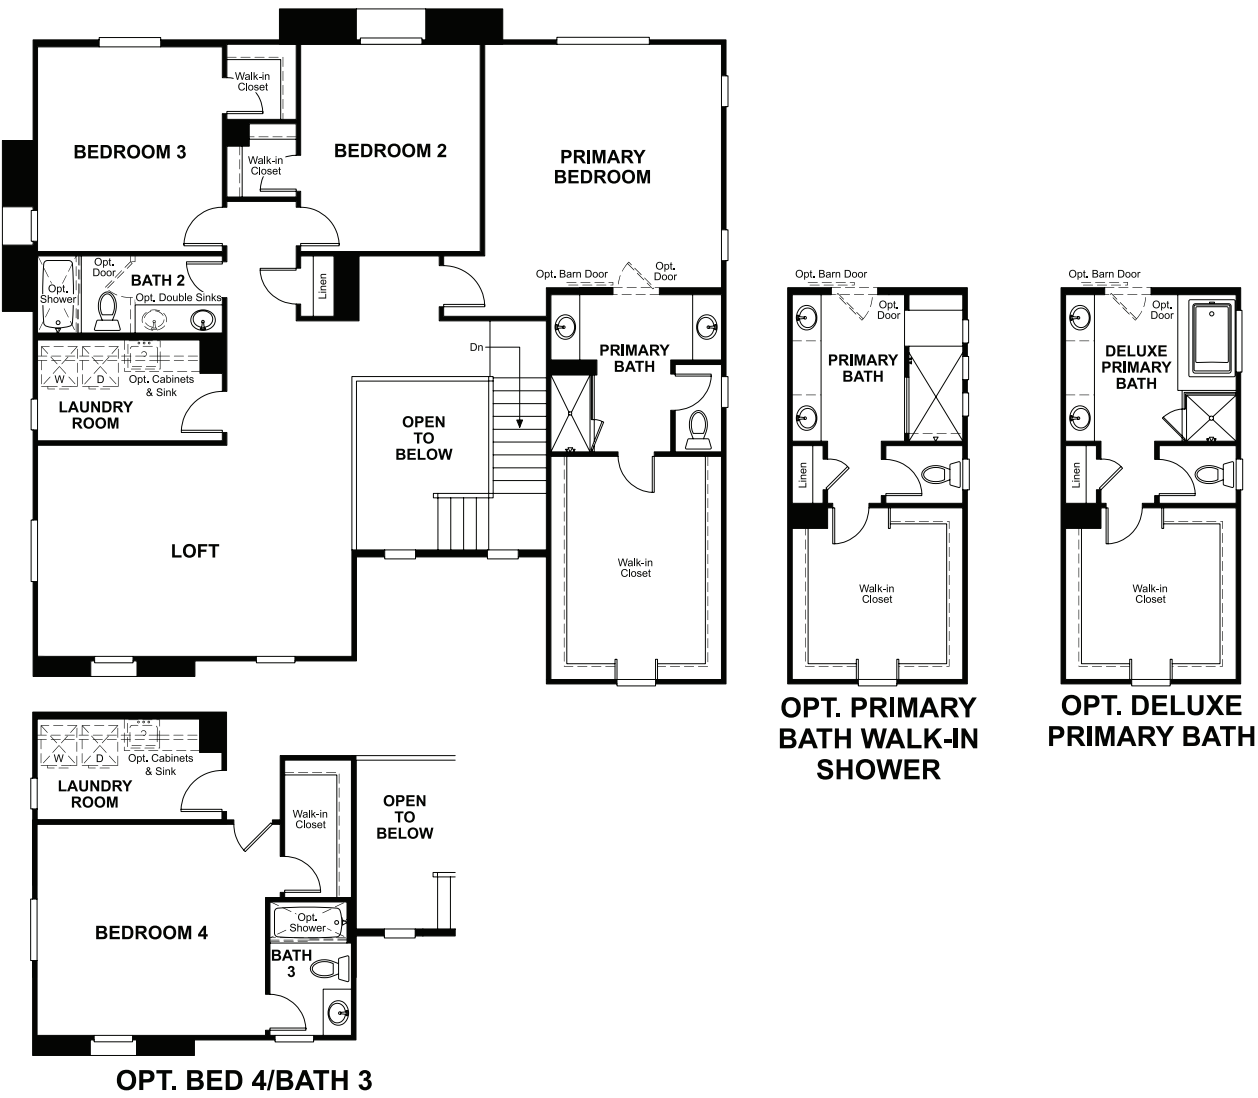 Walk-in
Closet
BEDROOM 3
BEDROOM 2
Walk-in
Closet
PRIMARY
BEDROOM
Opt.
Door
BATH 2
Opt.
Shower
Opt. Double Sinks
Linen
Opt. Barn Door
Opt.
Door
Dn
PRIMARY
BATH
W
D
Opt. Cabinets
& Sink
LAUNDRY
ROOM
OPEN
TO
BELOW
LOFT
Walk-in
Closet
Opt. Barn Door
Opt.
Door
PRIMARY
BATH
Linen
Walk-in
Closet
OPT. PRIMARY
BATH WALK-IN
SHOWER
Opt. Barn Door
Opt.
Door
DELUXE
PRIMARY
BATH
Linen
Walk-in
Closet
OPT. DELUXE
PRIMARY BATH
W
D
Opt. Cabinets
& Sink
LAUNDRY
ROOM
Walk-in
Closet
OPEN
TO
BELOW
BEDROOM 4
Opt.
Shower
BATH
3
OPT. BED 4/BATH 3